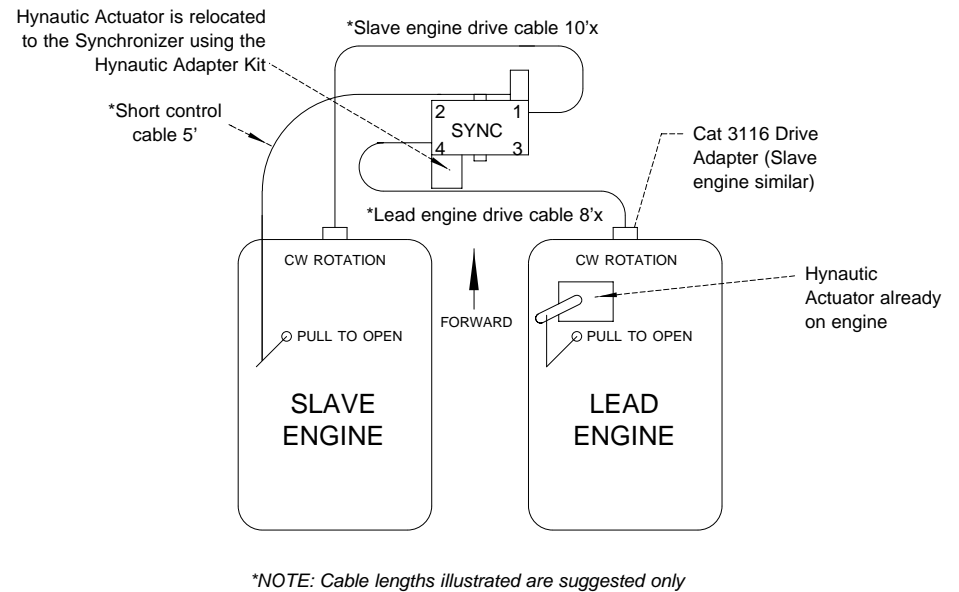 Hynautic Actuator is relocated
to the Synchronizer using the
Hynautic Adapter Kit
*Slave engine drive cable 10'x
*Short control
cable 5'
2
1
SYNC
4
3
Cat 3116 Drive
Adapter (Slave
engine similar)
*Lead engine drive cable 8'x
CW ROTATION
CW ROTATION
Hynautic
Actuator already
on engine
FORWARD
PULL TO OPEN
PULL TO OPEN
SLAVE
ENGINE
LEAD
ENGINE
*NOTE: Cable lengths illustrated are suggested only